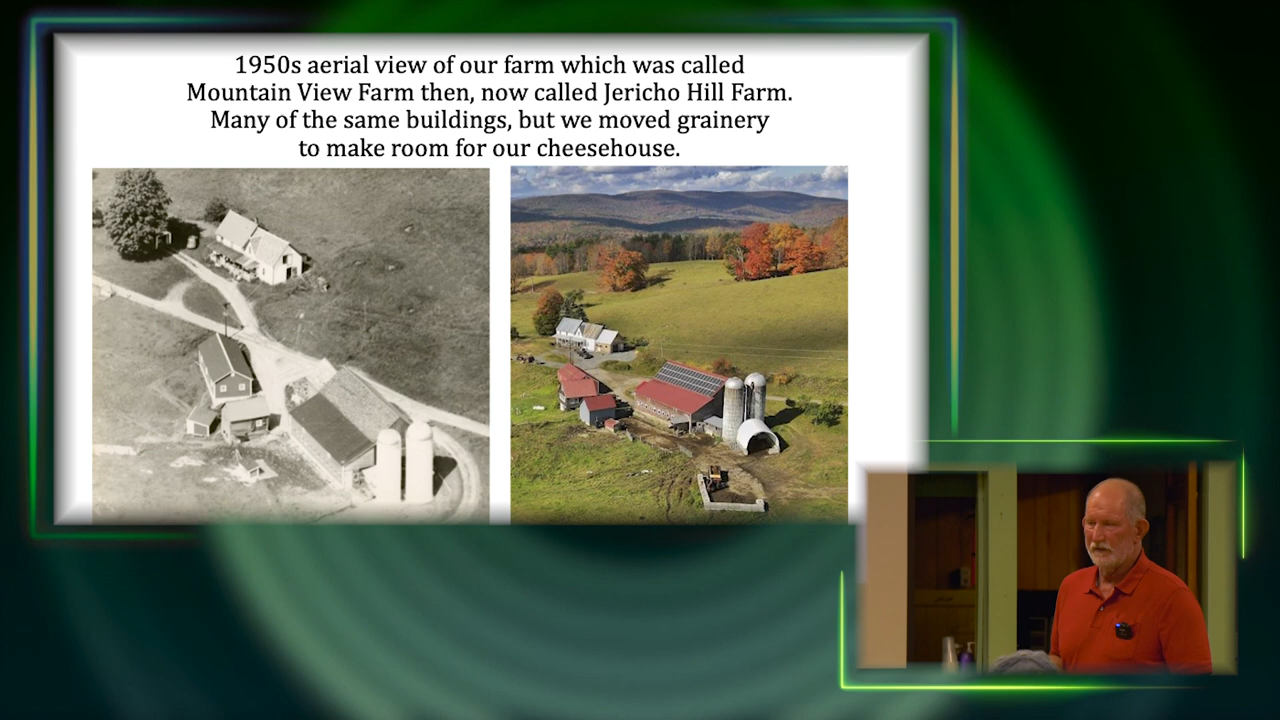 1950s aerial view of our farm which was called
Mountain View Farm then, now called Jericho Hill Farm.
Many of the same buildings, but we moved grainery
to make room for our cheesehouse.